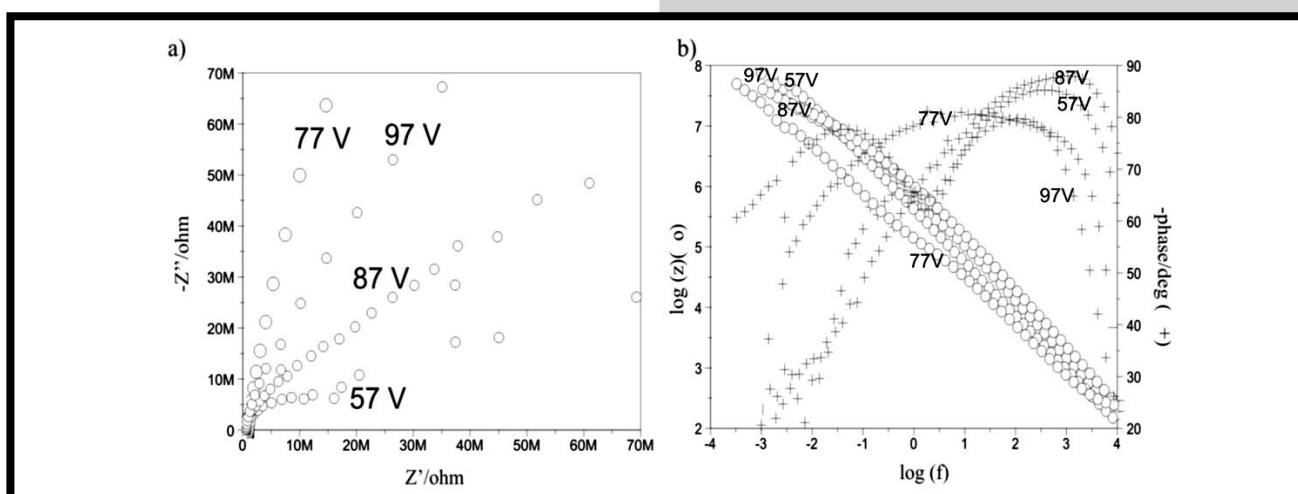 a)
70M
60M
50M
40M
30M
20M
10M
0
-Z''/ohm
77 V
97 V
87 V
57 V
0
10M
20M
30M
40M
50M
60M
70M
Z'/ohm
b)
8
7
6
5
4
3
2
log (z)( o)
97V
57V
87V
77V
77V
87V
57V
97V
90
80
70
60
50
40
30
20
-phase/deg ( +)
-4
-3
-2
-1
0
1
2
3
4
log (f)